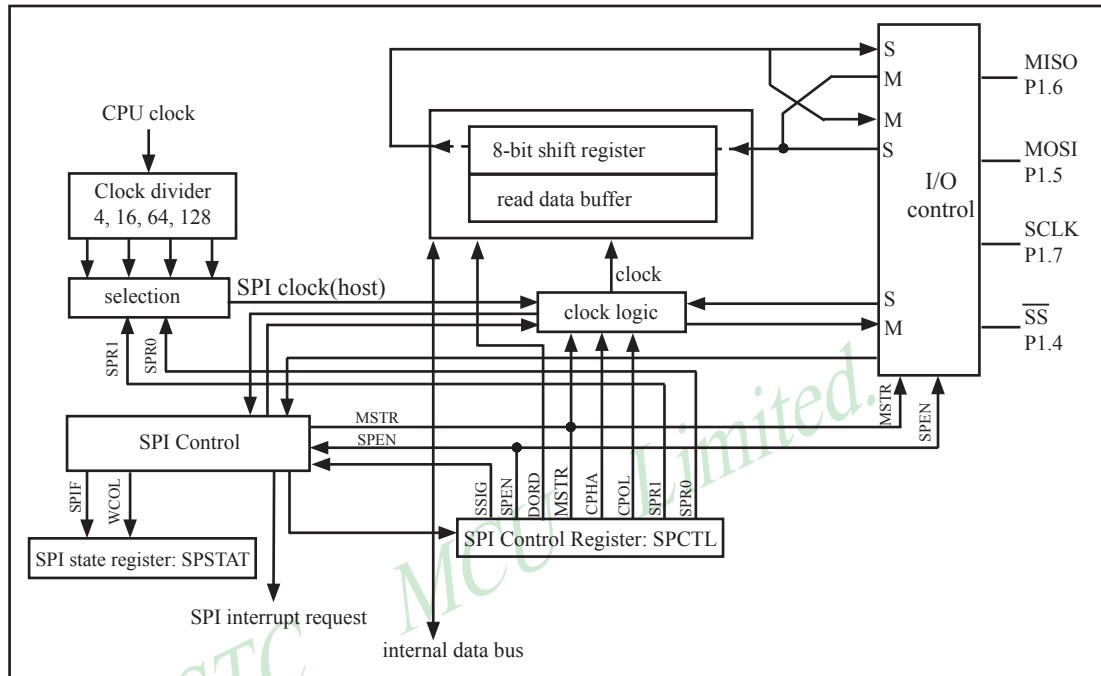 CPU clock
Clock divider
4, 16, 64, 128
selection
SPI clock(host)
SPR1
SPR0
8-bit shift register
read data buffer
clock
clock logic
S
M
M
S
S
M
I/O
control
MISO
P1.6
MOSI
P1.5
SCLK
P1.7
SS
P1.4
MSTR
SPEN
SPI Control
MSTR
SPEN
SPIF
WCOL
SSIG
SPEN
DORD
MSTR
CPHA
CPOL
SPR1
SPR0
SPI state register: SPSTAT
SPI Control Register: SPCTL
SPI interrupt request
internal data bus
STC MCU Limited.